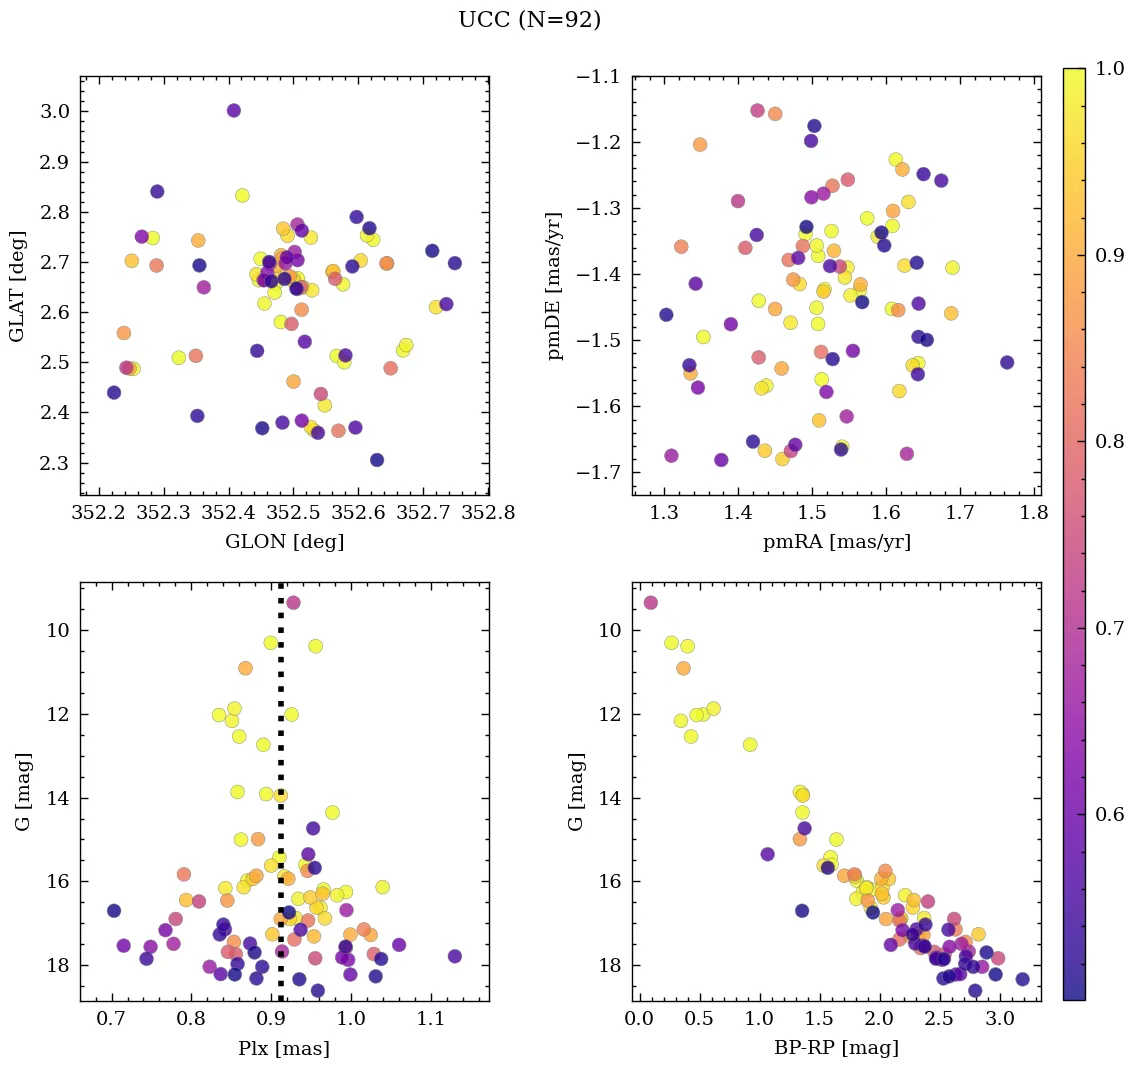 UCC (N=92)
3.0
2.9
2.8
2.7
2.6
2.5
2.4
2.3
GLAT [deg]
352.2 352.3 352.4 352.5 352.6 352.7 352.8
GLON [deg]
−1.1
−1.2
−1.3
−1.4
−1.5
−1.6
−1.7
pmDE [mas/yr]
1.3 1.4 1.5 1.6 1.7 1.8
pmRA [mas/yr]
1.0
0.9
0.8
0.7
0.6
10
12
14
16
18
G [mag]
0.7 0.8 0.9 1.0 1.1
Plx [mas]
10
12
14
16
18
G [mag]
0.0 0.5 1.0 1.5 2.0 2.5 3.0
BP-RP [mag]